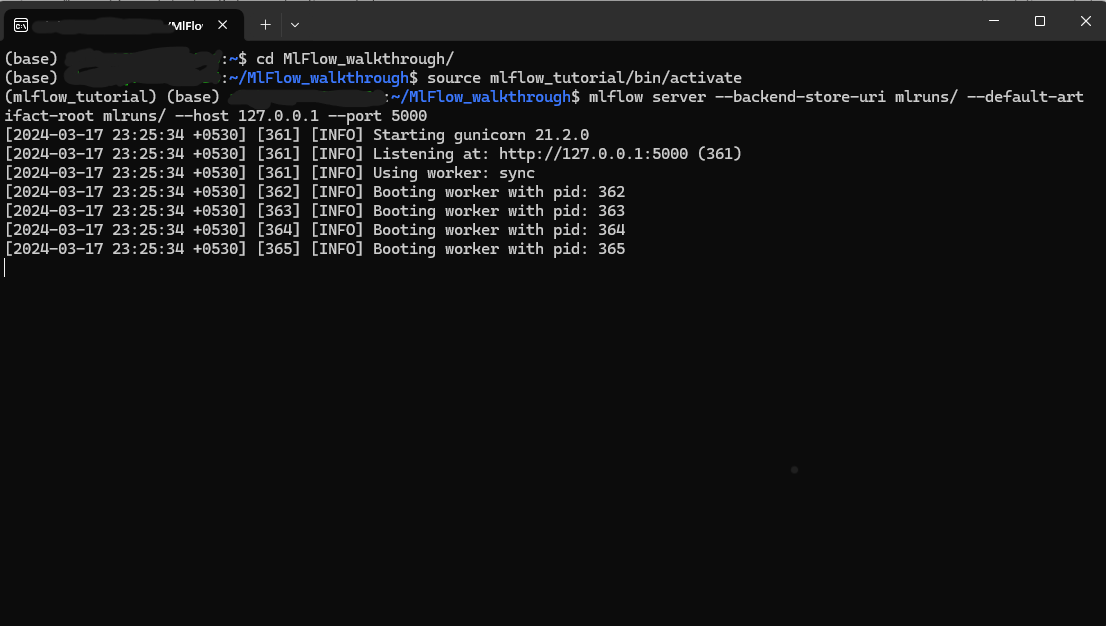 /MlFlo
(base) :~$ cd MlFlow_walkthrough/
(base) :~/MlFlow_walkthrough$ source mlflow_tutorial/bin/activate
(mlflow_tutorial) (base) :~/MlFlow_walkthrough$ mlflow server --backend-store-uri mlruns/ --default-art
ifact-root mlruns/ --host 127.0.0.1 --port 5000
[2024-03-17 23:25:34 +0530] [361] [INFO] Starting gunicorn 21.2.0
[2024-03-17 23:25:34 +0530] [361] [INFO] Listening at: http://127.0.0.1:5000 (361)
[2024-03-17 23:25:34 +0530] [361] [INFO] Using worker: sync
[2024-03-17 23:25:34 +0530] [362] [INFO] Booting worker with pid: 362
[2024-03-17 23:25:34 +0530] [363] [INFO] Booting worker with pid: 363
[2024-03-17 23:25:34 +0530] [364] [INFO] Booting worker with pid: 364
[2024-03-17 23:25:34 +0530] [365] [INFO] Booting worker with pid: 365